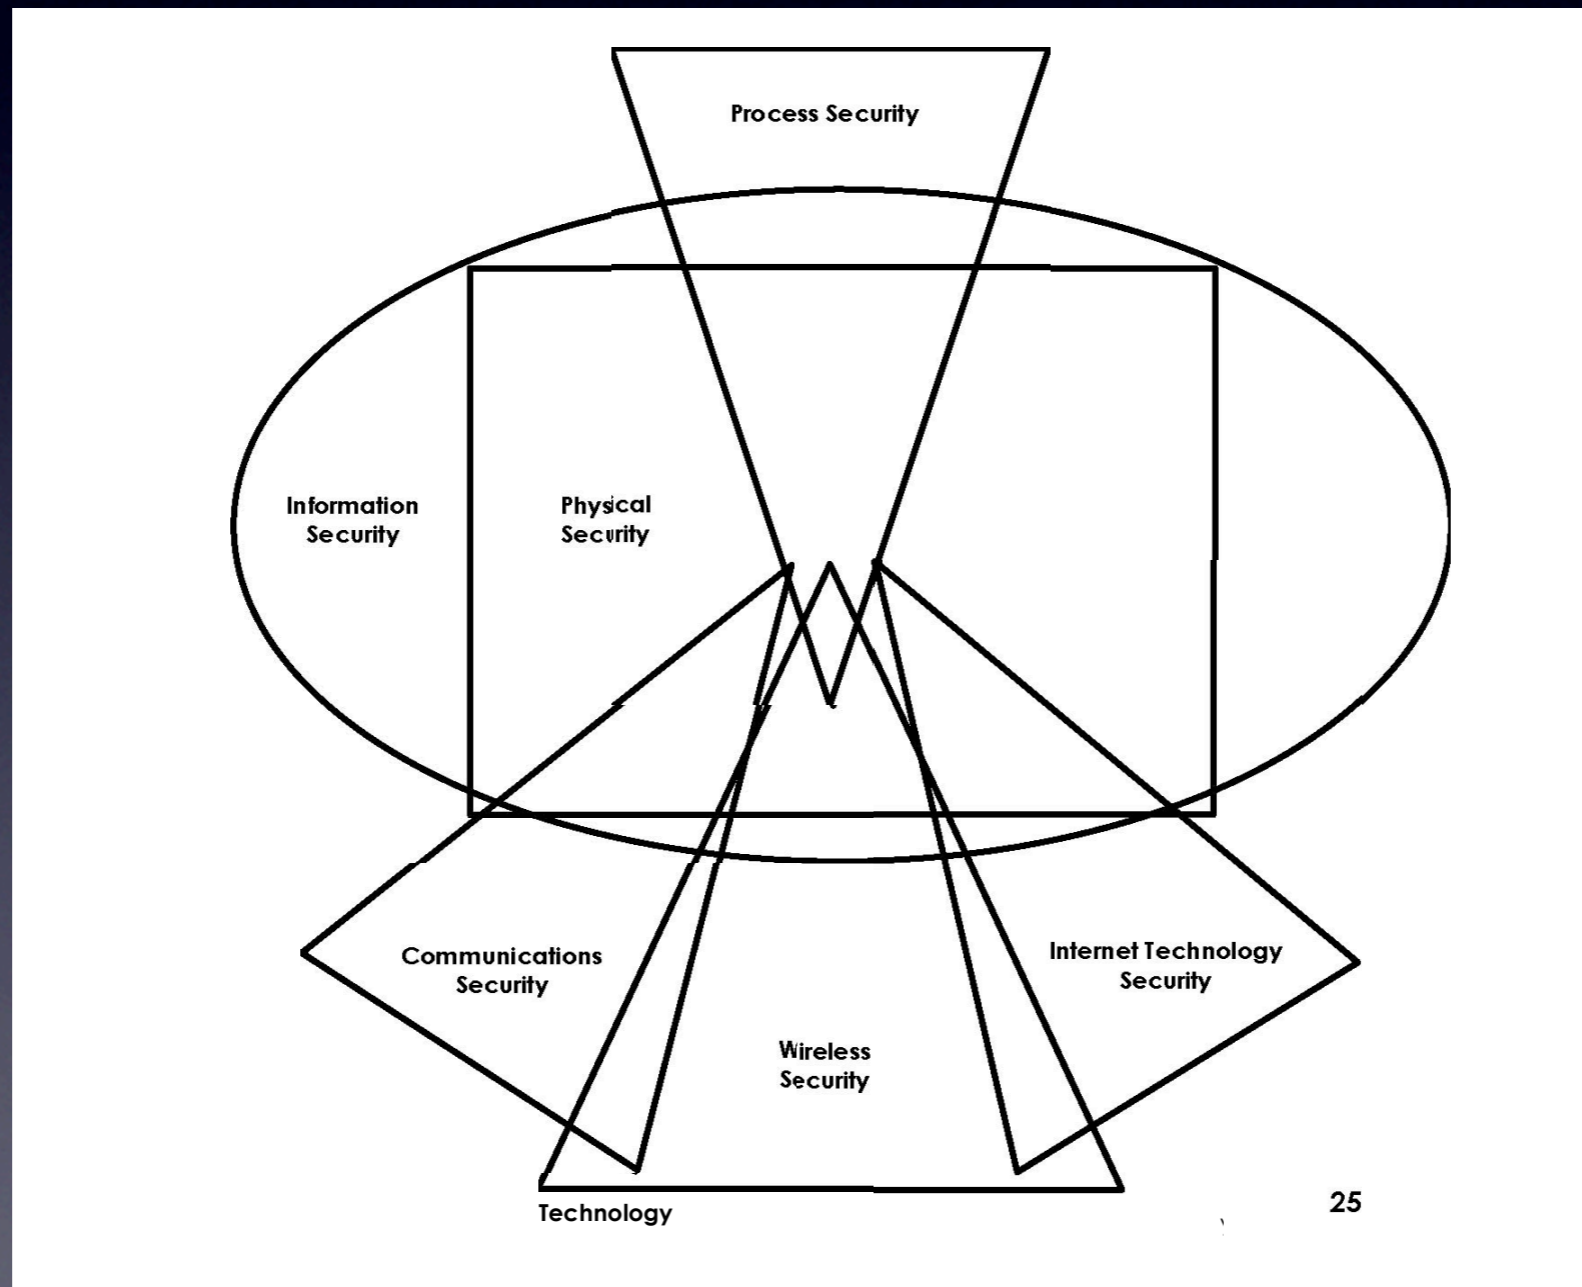 Process Security
Information
Security
Physical
Security
Communications
Security
Internet Technology
Security
Wireless
Security
Technology
25